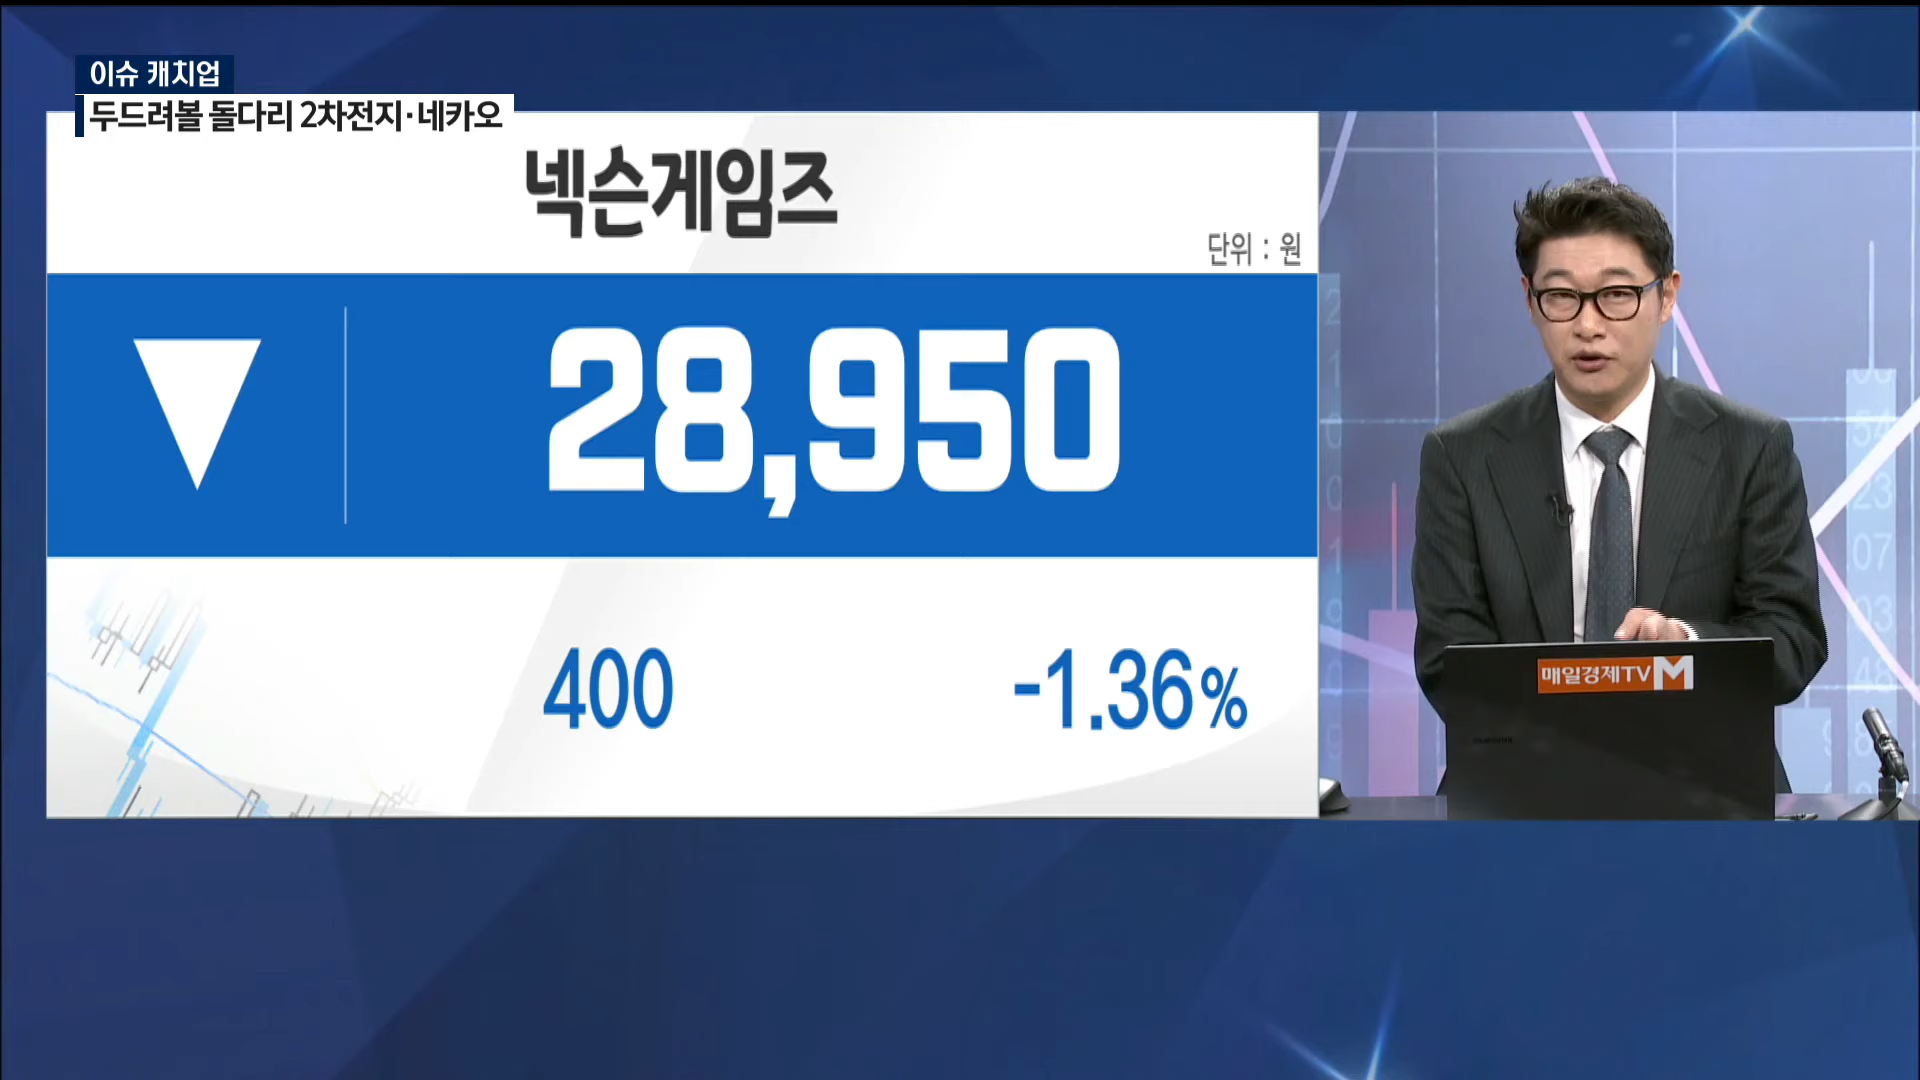 이슈 캐치업
두드려볼 돌다리 2차전지·네카오
넥슨게임즈
단위 : 원
▼ 28,950
400 -1.36%
매일경제TV M